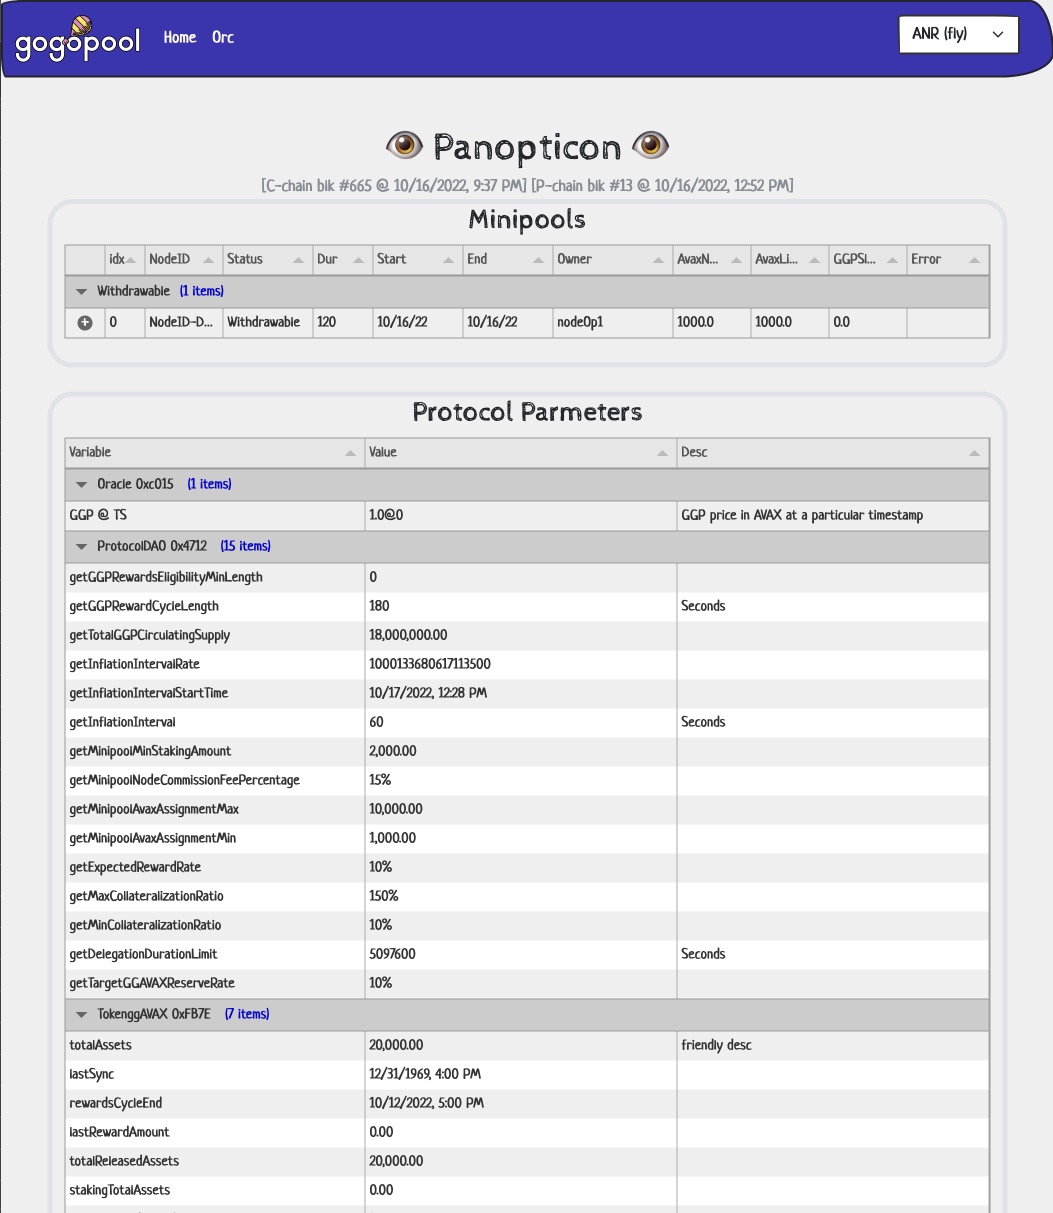 gogopool Home Orc ANR (fly)
Panopticon
[C-chain blk #665 @ 10/16/2022, 9:37 PM] [P-chain blk #13 @ 10/16/2022, 12:52 PM]
Minipools
idx NodeID Status Dur Start End Owner AvaxN... AvaxLi... GGPSl... Error
Withdrawable (1 items)
0 NodeID-D... Withdrawable 120 10/16/22 10/16/22 nodeOp1 1000.0 1000.0 0.0
Protocol Parmeters
Variable Value Desc
Oracle 0xc015 (1 items)
GGP @ TS 1.0@0 GGP price in AVAX at a particular timestamp
ProtocolDAO 0x4712 (15 items)
getGGPRewardsEligibilityMinLength 0
getGGPRewardCycleLength 180 Seconds
getTotalGGPCirculatingSupply 18,000,000.00
getInflationIntervalRate 1000133680617113500
getInflationIntervalStartTime 10/17/2022, 12:28 PM
getInflationInterval 60 Seconds
getMinipoolMinStakingAmount 2,000.00
getMinipoolNodeCommissionFeePercentage 15%
getMinipoolAvaxAssignmentMax 10,000.00
getMinipoolAvaxAssignmentMin 1,000.00
getExpectedRewardRate 10%
getMaxCollateralizationRatio 150%
getMinCollateralizationRatio 10%
getDelegationDurationLimit 5097600 Seconds
getTargetGGAVAXReserveRate 10%
TokenggAVAX 0xFB7E (7 items)
totalAssets 20,000.00 friendly desc
lastSync 12/31/1969, 4:00 PM
rewardsCycleEnd 10/12/2022, 5:00 PM
lastRewardAmount 0.00
totalReleasedAssets 20,000.00
stakingTotalAssets 0.00